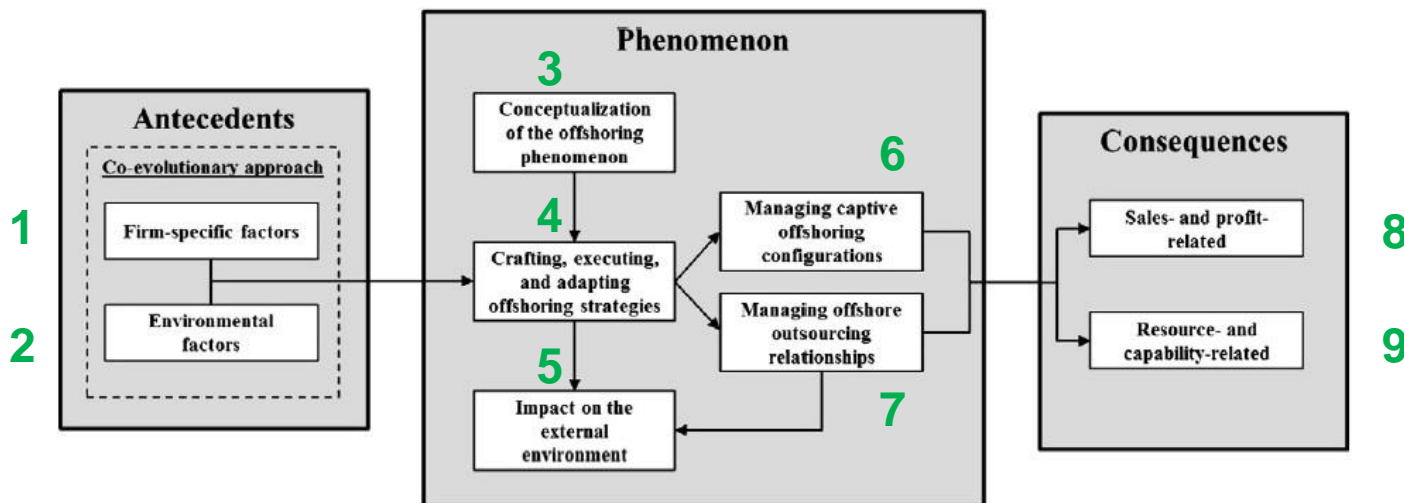 Antecedents
Co-evolutionary approach
1
Firm-specific factors
2
Environmental
factors
Phenomenon
3
Conceptualization
of the offshoring
phenomenon
4
Crafting, executing,
and adapting
offshoring strategies
5
Impact on the
external
environment
6
Managing captive
offshoring
configurations
Managing offshore
outsourcing
relationships
7
Consequences
Sales- and profit-
related
8
Resource- and
capability-related
9